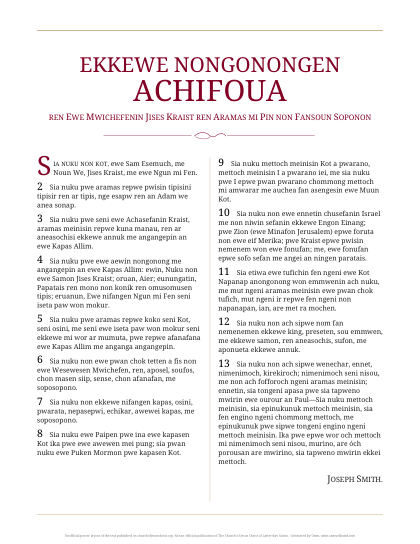 EKKEWE NONGONONGEN
ACHIFOUA
REN EWE MWICHEFENIN JISES KRAIST REN ARAMAS MI PIN NON FANSOUN SOPONON
SIA NUKU NON KOT, ewe Sam Esemuch, me
Noun We, Jises Kraist, me ewe Ngun mi Fen.
2 Sia nuku pwe aramas repwe pwisin tipisini
tipisir ren ar tipis, nge esapw ren an Adam we
anea sonap.
3 Sia nuku pwe seni ewe Achasefanin Kraist,
aramas meinisin repwe kuna manau, ren ar
aneasochisi ekkewe annuk me angangepin an
ewe Kapas Allim.
4 Sia nuku pwe ekkewe aewin nongonong me
angangepin an ewe Kapas Allim: ewin, Nuku non
ewe Samon Jises Kraist; oruan, Aier; eunungatin,
Papatais ren mono non konik ren omusomusen
tipis; eruanun, Ewe nifangen Ngun mi Fen seni
iseta paw won mokur.
5 Sia nuku pwe aramas repwe koko seni Kot,
seni osini, me seni ewe iseta paw won mokur seni
ekkewe mi wor ar mumuta, pwe repwe afanafana
ewe Kapas Allim me anganga angangepin.
6 Sia nuku non ewe pwan chok tetten a fis non
ewe Wesewesen Mwichefen, ren, aposel, soufos,
chon masen siip, sense, chon afanafan, me
soposopono.
7 Sia nuku non ekkewe nifangen kapas, osini,
pwarata, nepasepwi, echikar, awewei kapas, me
soposopono.
8 Sia nuku ewe Paipen pwe ina ewe kapasen
Kot ika pwe ewe awewen mei pung; sia pwan
nuku ewe Puken Mormon pwe kapasen Kot.
9 Sia nuku mettoch meinisin Kot a pwarano,
mettoch meinisin I a pwarano iei, me sia nuku
pwe I epwe pwan pwarano chommong mettoch
mi amwarar me auchea fan asengesin ewe Muun
Kot.
10 Sia nuku non ewe ennetin chusefanin Israel
me non niwin sefanin ekkewe Engon Einang;
pwe Zion (ewe Minafon Jerusalem) epwe foruta
non ewe eif Merika; pwe Kraist epwe pwisin
nemenem won ewe fonufan; me, ewe fonufan
epwe sofo sefan me angei an ningen paratais.
11 Sia etiwa ewe tufichin fen ngeni ewe Kot
Napanap anongonong won emmwenin ach nuku,
me mut ngeni aramas meinisin ewe pwan chok
tufich, mut ngeni ir repwe fen ngeni non
napanapan, ian, are met ra mochen.
12 Sia nuku non ach sipwe nom fan
nemenemen ekkewe king, preseten, sou emmwen,
me ekkewe samon, ren aneasochis, sufon, me
aponueta ekkewe annuk.
13 Sia nuku non ach sipwe wenechar, ennet,
nimenimoch, kirekiroch; nimenimoch seni nisou,
me non ach fofforoch ngeni aramas meinisin;
ennetin, sia tongeni apasa pwe sia tapweno
mwirin ewe ourour an Paul—Sia nuku mettoch
meinisin, sia epinukunuk mettoch meinisin, sia
fen engino ngeni chommong mettoch, me
epinukunuk pwe sipwe tongeni engino ngeni
mettoch meinisin. Ika pwe epwe wor och mettoch
mi nimenimoch seni nisou, murino, are óch
porousan are mwirino, sia tapweno mwirin ekkei
mettoch.
JOSEPH SMITH.